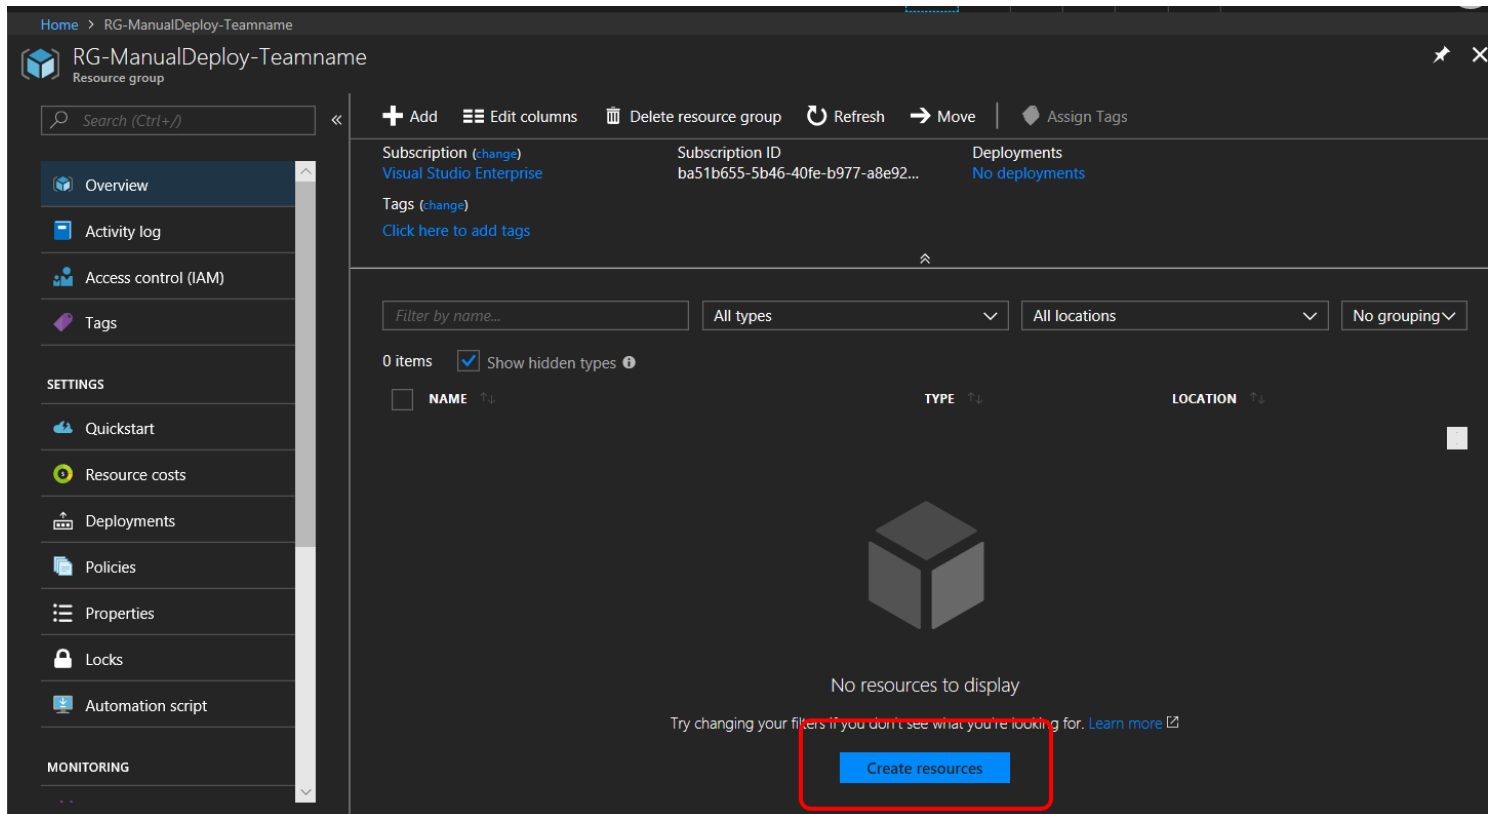 Home > RG-ManualDeploy-Teamname
RG-ManualDeploy-Teamname
Resource group
Search (Ctrl+/)
Overview
Activity log
Access control (IAM)
Tags
SETTINGS
Quickstart
Resource costs
Deployments
Policies
Properties
Locks
Automation script
MONITORING
Add Edit columns Delete resource group Refresh Move Assign Tags
Subscription (change) Subscription ID Deployments
Visual Studio Enterprise ba51b655-5b46-40fe-b977-a8e92... No deployments
Tags (change)
Click here to add tags
Filter by name... All types All locations No grouping
0 items Show hidden types
NAME TYPE LOCATION
No resources to display
Try changing your filters if you don't see what you're looking for. Learn more
Create resources